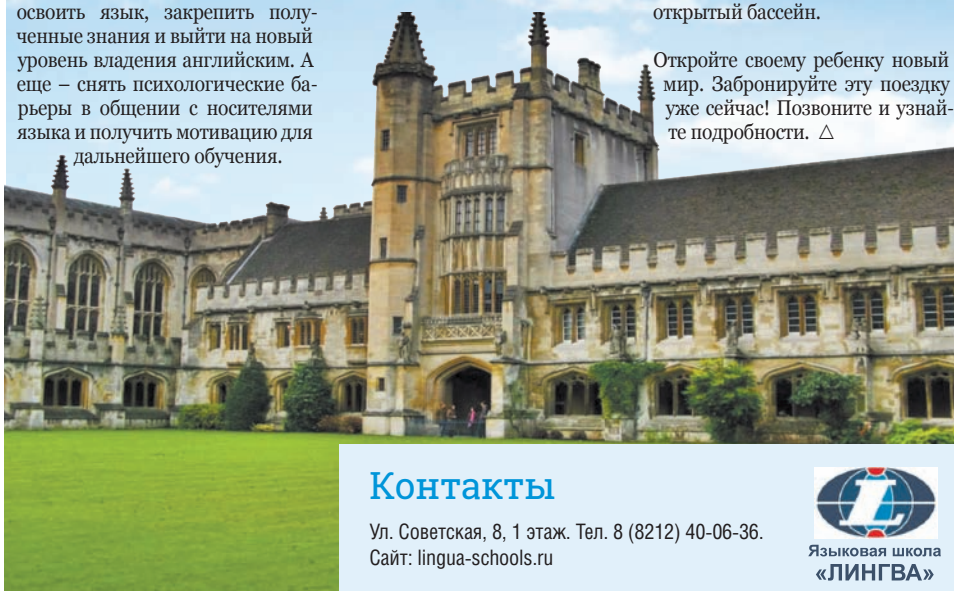 освоить язык, закрепить полу-
ченные знания и выйти на новый
уровень владения английским. А
еще – снять психологические ба-
рьеры в общении с носителями
языка и получить мотивацию для
дальнейшего обучения.
открытый бассейн.
Откройте своему ребенку новый
мир. Забронируйте эту поездку
уже сейчас! Позвоните и узнай-
те подробности. △
Контакты
Ул. Советская, 8, 1 этаж. Тел. 8 (8212) 40-06-36.
Сайт: lingua-schools.ru
L
Языковая школа
«ЛИНГВА»